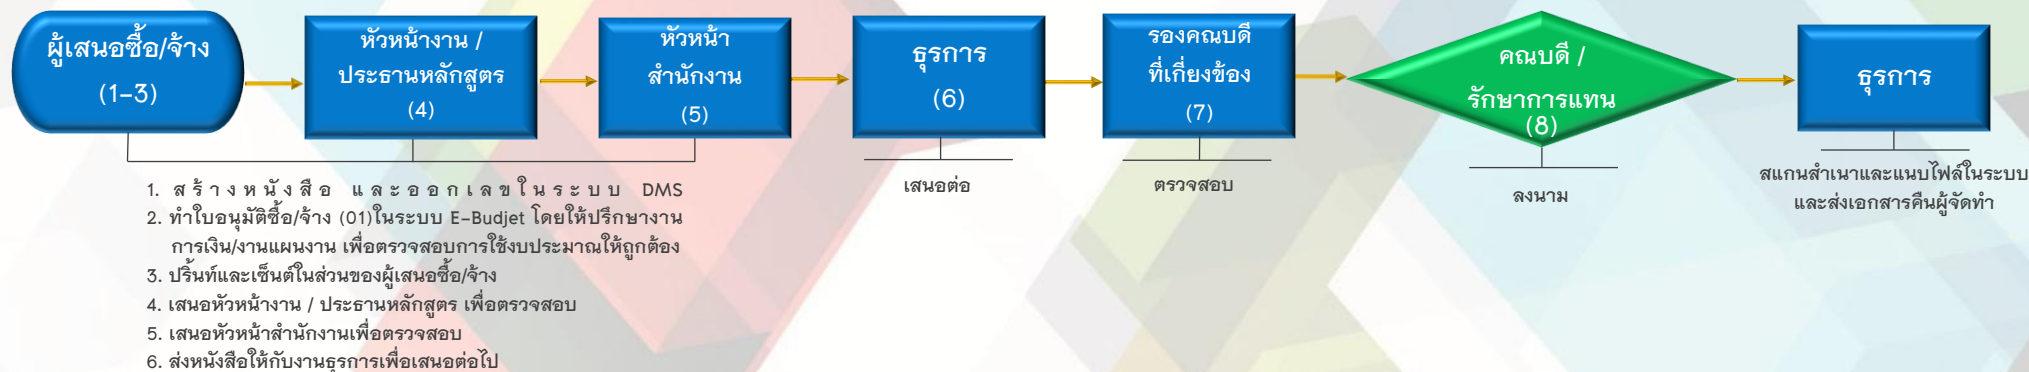 ผู้เสนอซื้อ/จ้าง
(1-3)
หัวหน้างาน /
ประธานหลักสูตร
(4)
หัวหน้า
สำนักงาน
(5)
ธุรการ
(6)
รองคณบดี
ที่เกี่ยงข้อง
(7)
คณบดี /
รักษาการแทน
(8)
ธุรการ
1. สร้างหนังสือ และออกเลขในระบบ DMS
2. ทำใบอนุมัติซื้อ/จ้าง (01)ในระบบ E-Budjet โดยให้ปรึกษางาน
การเงิน/งานแผนงาน เพื่อตรวจสอบการใช้งบประมาณให้ถูกต้อง
3. ปริ้นท์และเซ็นต์ในส่วนของผู้เสนอซื้อ/จ้าง
4. เสนอหัวหน้างาน / ประธานหลักสูตร เพื่อตรวจสอบ
5. เสนอหัวหน้าสำนักงานเพื่อตรวจสอบ
6. ส่งหนังสือให้กับงานธุรการเพื่อเสนอต่อไป
เสนอต่อ
ตรวจสอบ
ลงนาม
สแกนสำเนาและแนบไฟล์ในระบบ
และส่งเอกสารคืนผู้จัดทำ